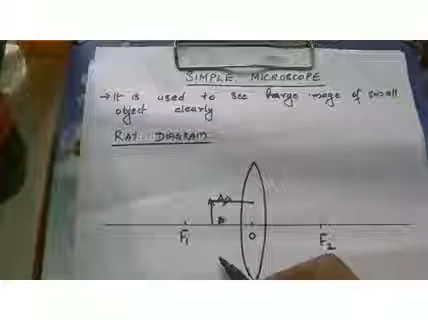 SIMPLE MICROSCOPE
→ It is used to see large image of small
object clearly
RAY DIAGRAM
F1 O F2